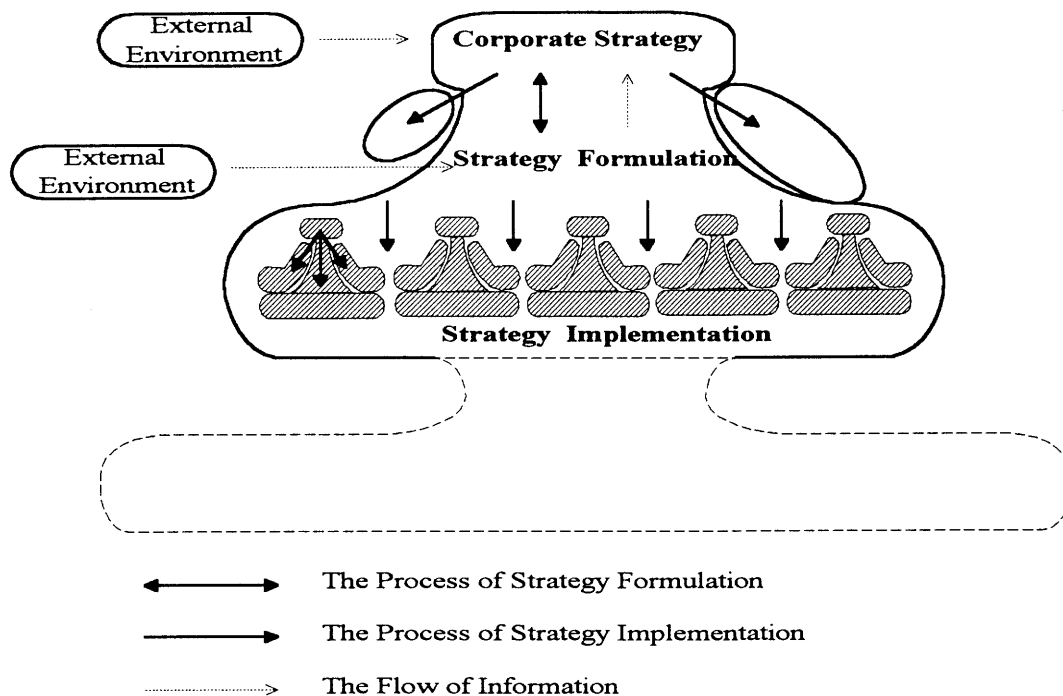 External
Environment
Corporate Strategy
External
Environment
Strategy Formulation
Strategy Implementation
The Process of Strategy Formulation
The Process of Strategy Implementation
The Flow of Information